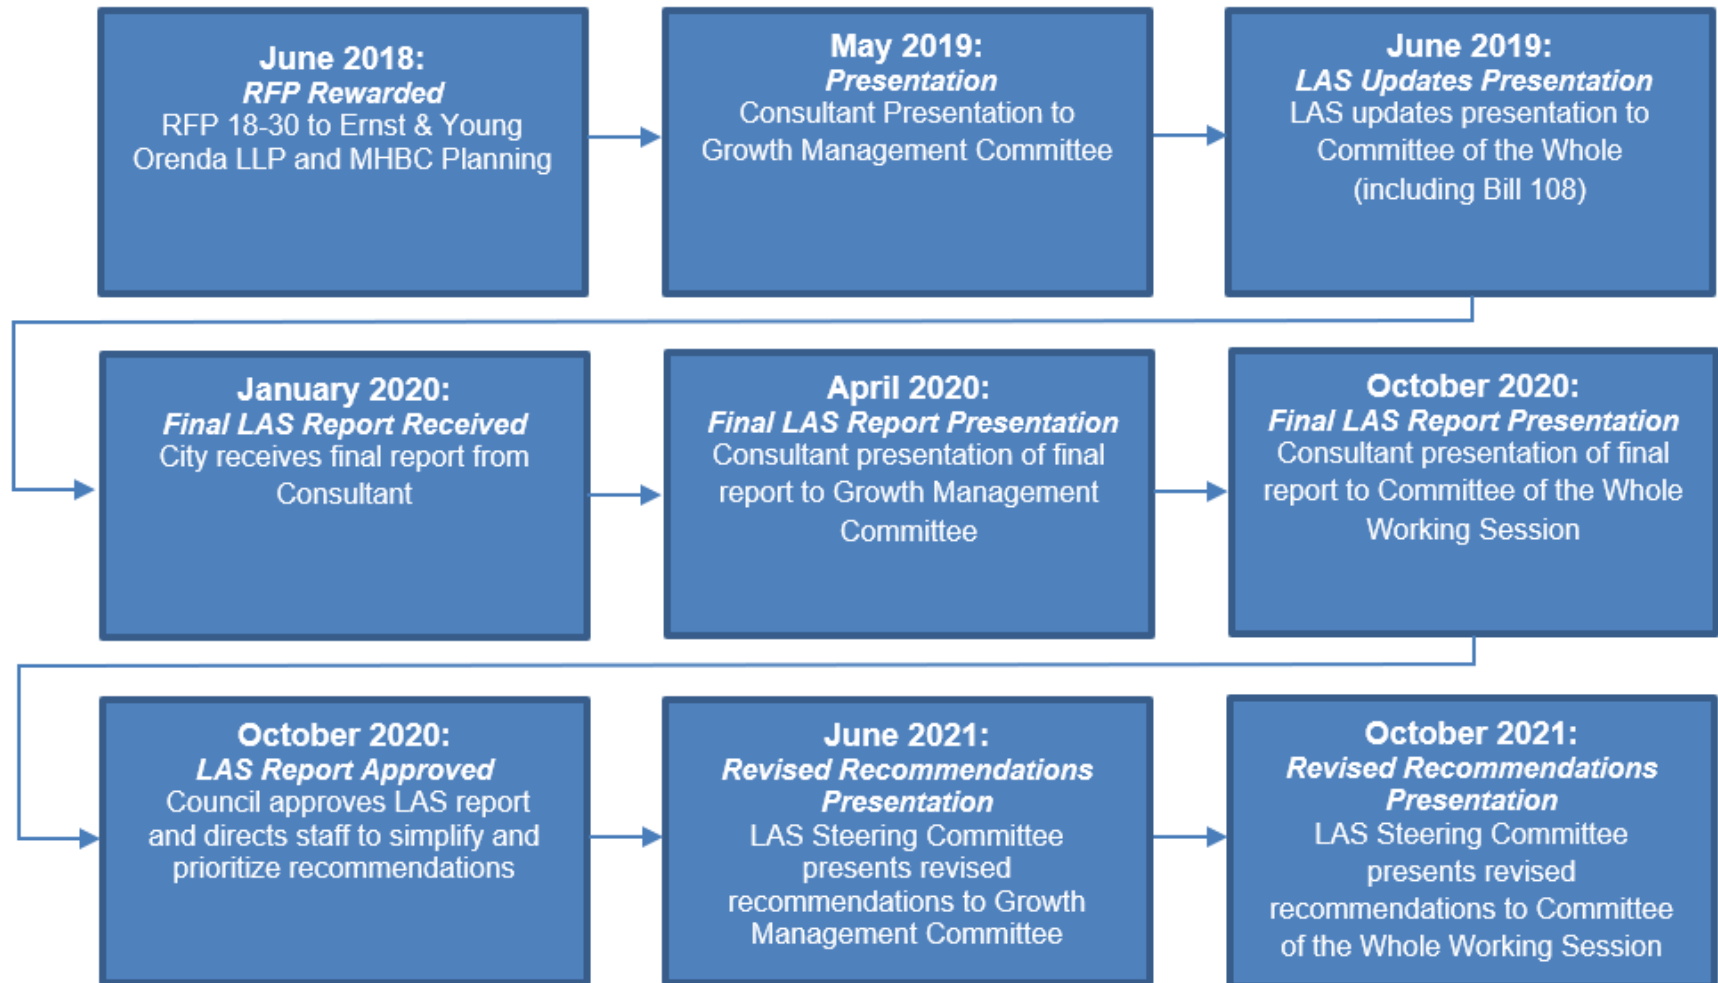 June 2018:
RFP Rewarded
RFP 18-30 to Ernst & Young
Orenda LLP and MHBC Planning
May 2019:
Presentation
Consultant Presentation to
Growth Management Committee
June 2019:
LAS Updates Presentation
LAS updates presentation to
Committee of the Whole
(including Bill 108)
January 2020:
Final LAS Report Received
City receives final report from
Consultant
April 2020:
Final LAS Report Presentation
Consultant presentation of final
report to Growth Management
Committee
October 2020:
Final LAS Report Presentation
Consultant presentation of final
report to Committee of the Whole
Working Session
October 2020:
LAS Report Approved
Council approves LAS report
and directs staff to simplify and
prioritize recommendations
June 2021:
Revised Recommendations
Presentation
LAS Steering Committee
presents revised
recommendations to Growth
Management Committee
October 2021:
Revised Recommendations
Presentation
LAS Steering Committee
presents revised
recommendations to Committee
of the Whole Working Session